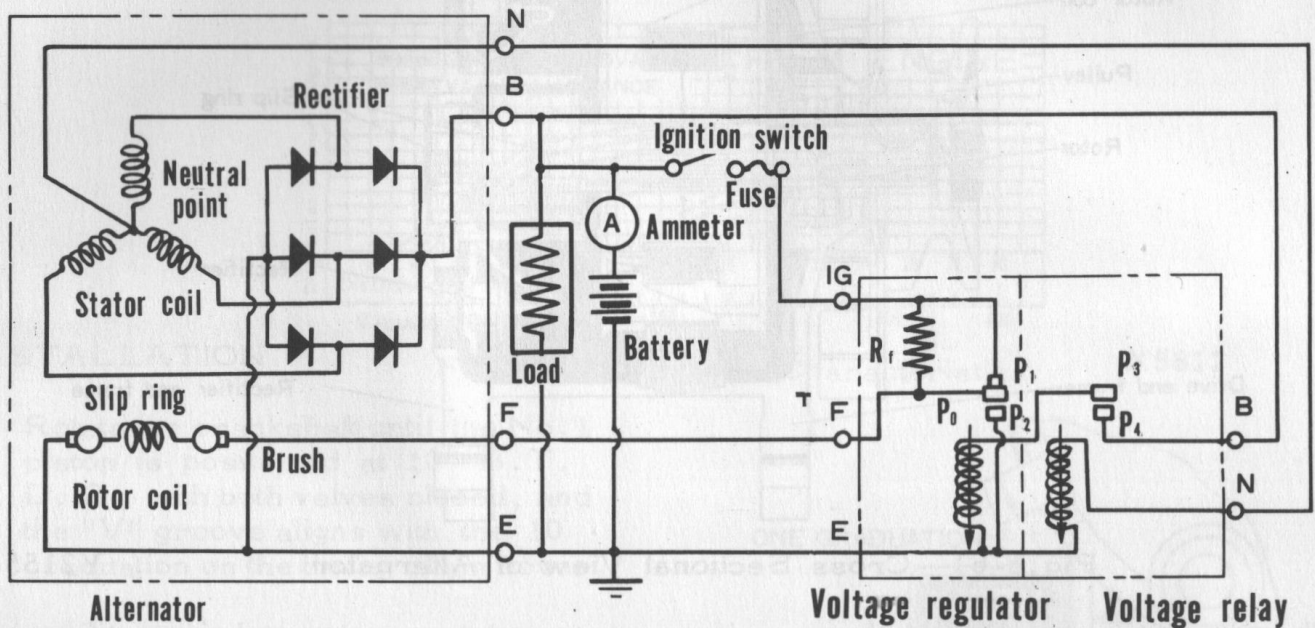 N
B
Rectifier
Ignition switch
Neutral
point
Fuse
A
Ammeter
IG
Stator coil
Battery
Load
Rf
P1
P3
Slip ring
F
F
P0
P2
P4
B
Brush
Rotor coil
N
E
E
Alternator
Voltage regulator
Voltage relay